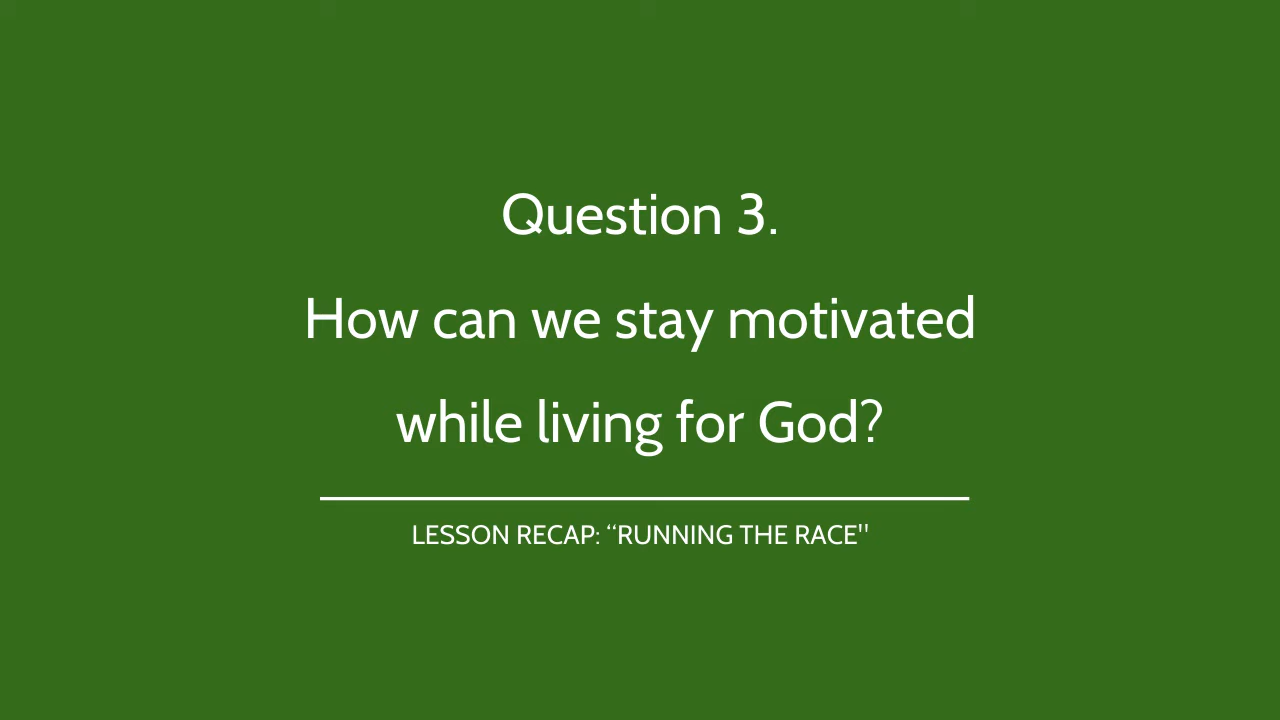 Question 3.
How can we stay motivated
while living for God?
LESSON RECAP: “RUNNING THE RACE"